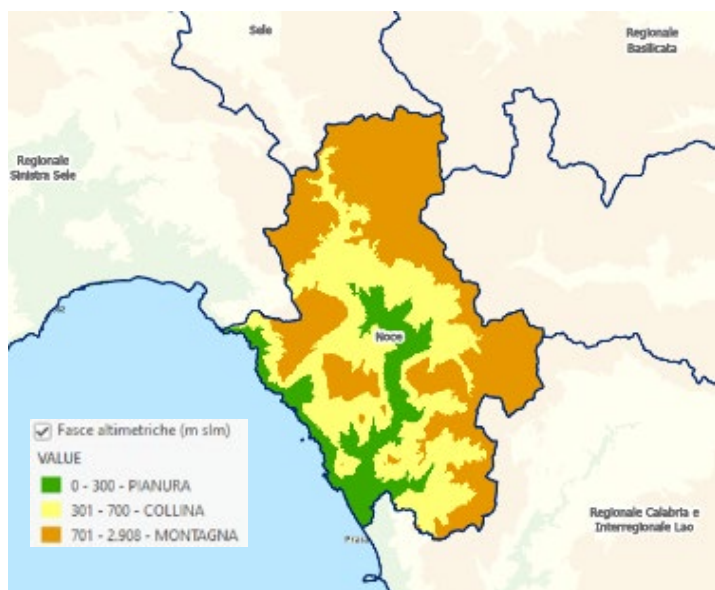 Sele
Regionale
Basilicata
Regionale
Sinistra Sele
Noce
Fasce altimetriche (m slm)
VALUE
0 - 300 - PIANURA
301 - 700 - COLLINA
701 - 2.908 - MONTAGNA
Regionale Calabria e
Interregionale Lao